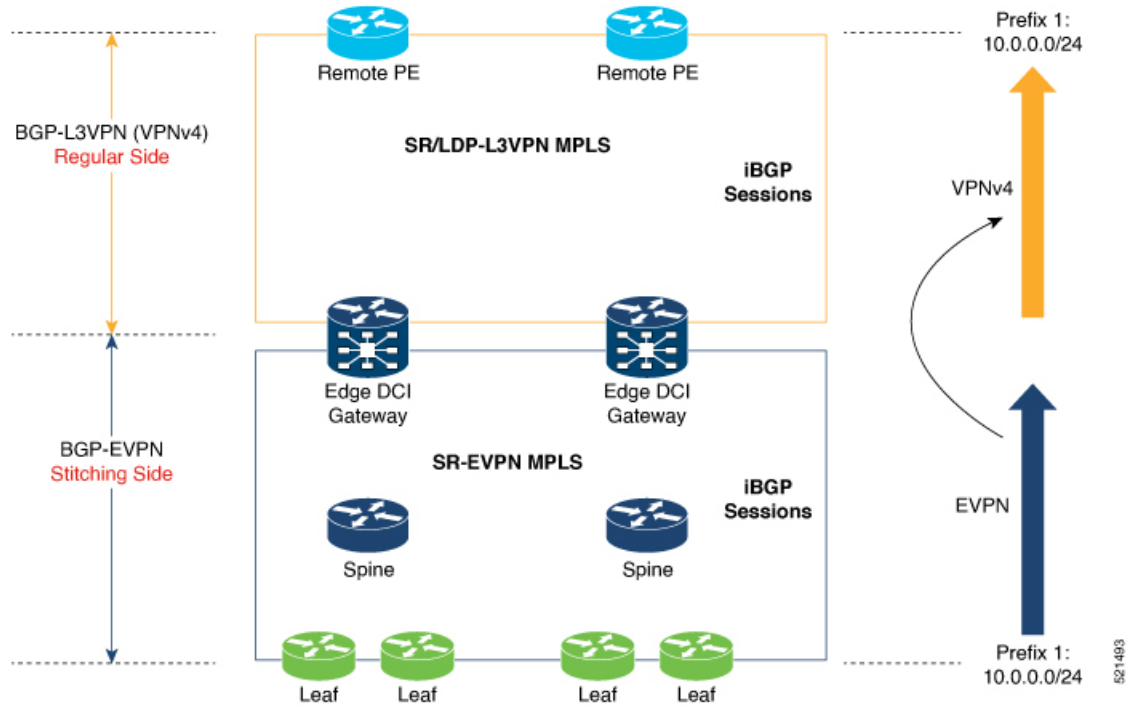 Prefix 1:
10.0.0.0/24
Remote PE
Remote PE
BGP-L3VPN (VPNv4)
Regular Side
SR/LDP-L3VPN MPLS
iBGP
Sessions
VPNv4
Edge DCI
Gateway
Edge DCI
Gateway
BGP-EVPN
Stitching Side
SR-EVPN MPLS
iBGP
Sessions
EVPN
Spine
Spine
Leaf
Leaf
Leaf
Leaf
Prefix 1:
10.0.0.0/24
521493